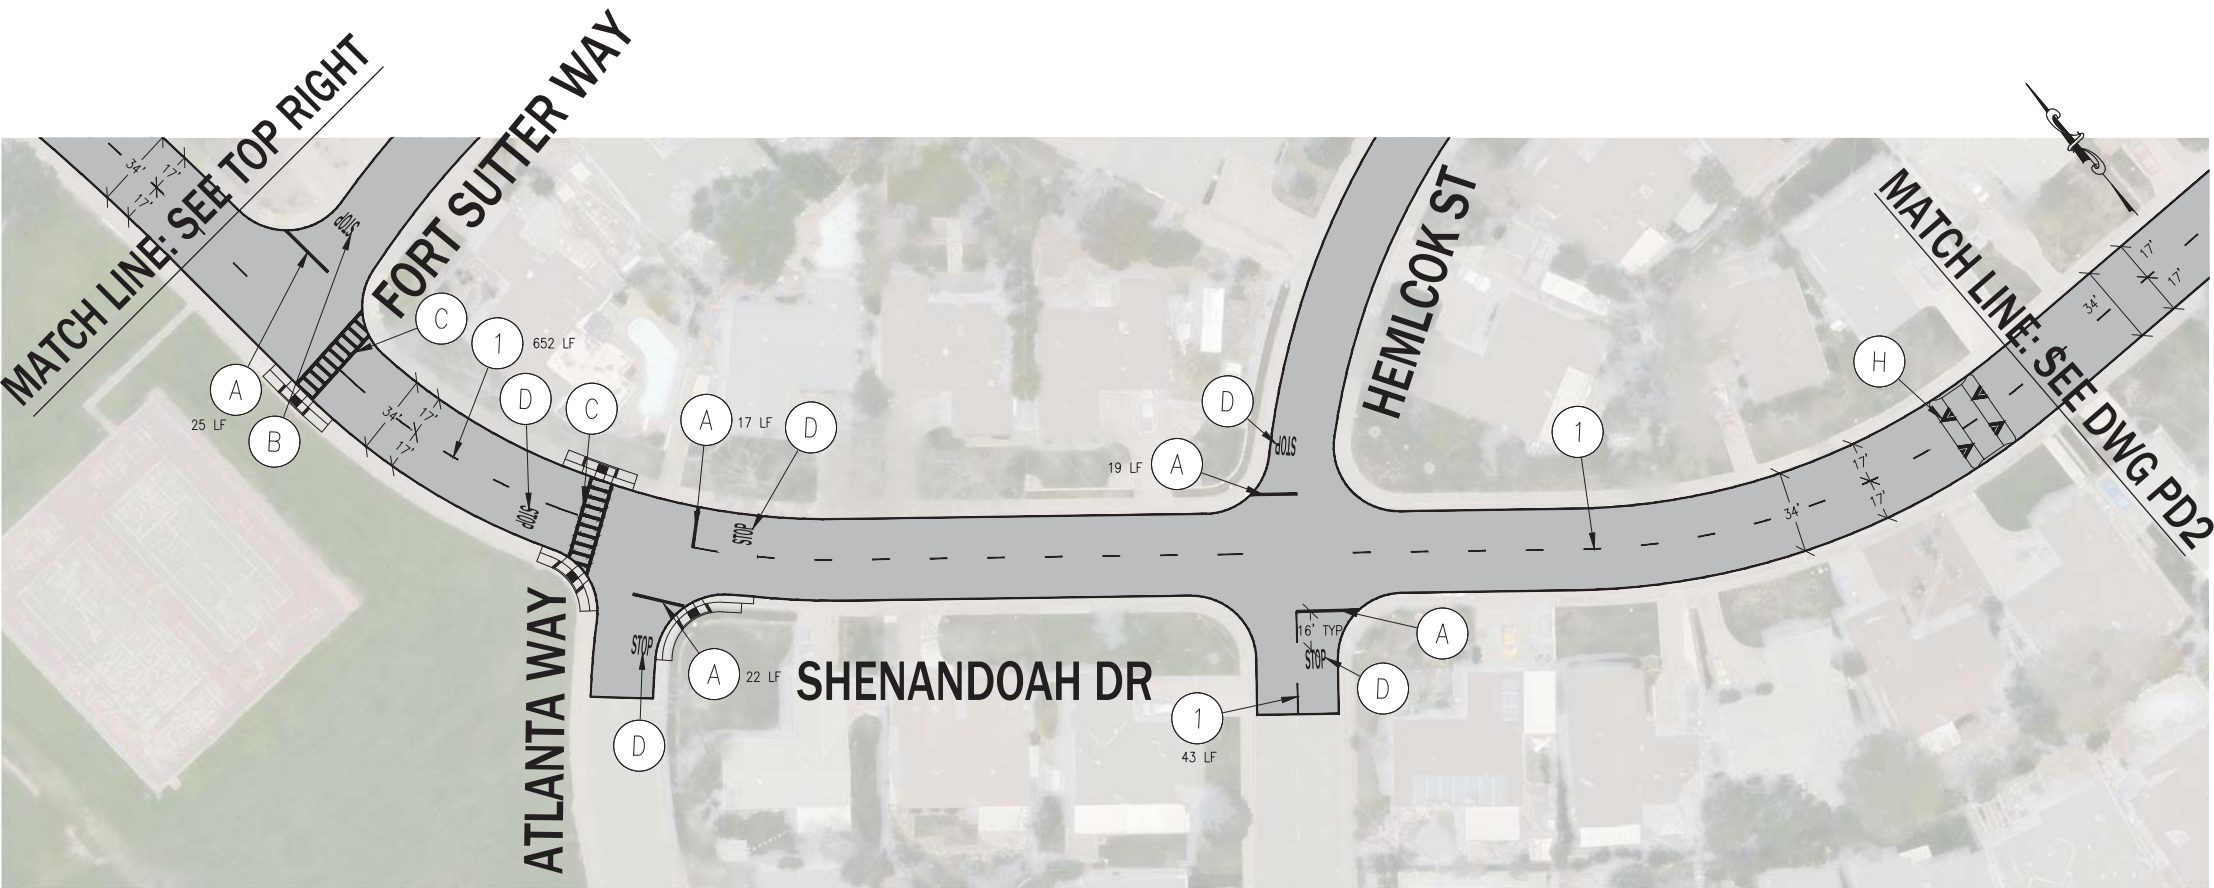 MATCH LINE: SEE TOP RIGHT
FORT SUTTER WAY
34'
17'
17'
STOP
A
25 LF
B
C
1
652 LF
34'
17'
17'
D
STOP
C
A
17 LF
D
STOP
ATLANTA WAY
STOP
D
A
22 LF
SHENANDOAH DR
HEMLCOK ST
D
STOP
19 LF
A
1
16' TYP
STOP
A
D
1
43 LF
34'
17'
17'
H
MATCH LINE: SEE DWG PD2
34'
17'
17'